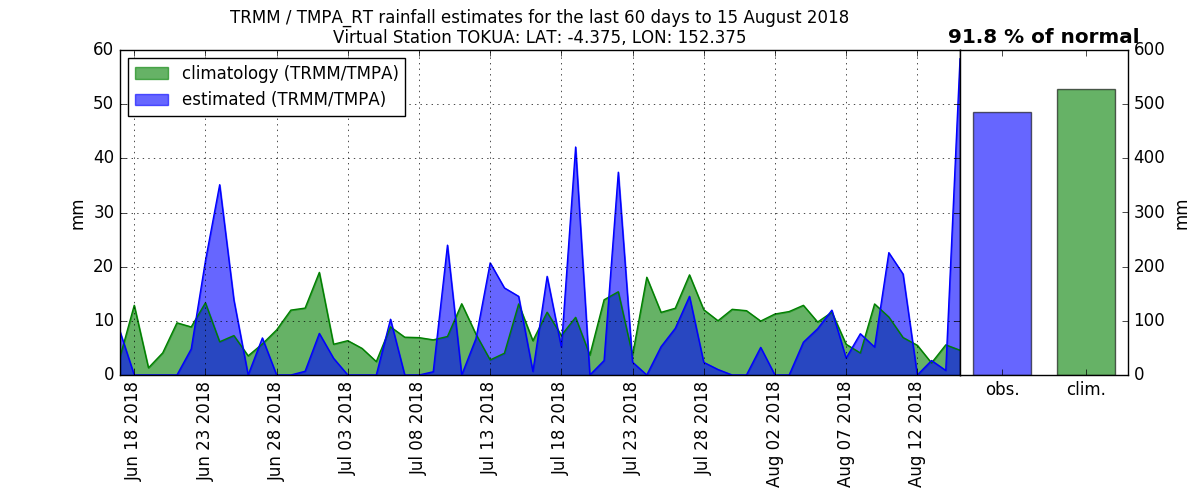 TRMM / TMPA_RT rainfall estimates for the last 60 days to 15 August 2018
Virtual Station TOKUA: LAT: -4.375, LON: 152.375
91.8 % of normal
climatology (TRMM/TMPA)
estimated (TRMM/TMPA)
60
50
40
30
20
10
0
mm
600
500
400
300
200
100
0
mm
Jun 18 2018
Jun 23 2018
Jun 28 2018
Jul 03 2018
Jul 08 2018
Jul 13 2018
Jul 18 2018
Jul 23 2018
Jul 28 2018
Aug 02 2018
Aug 07 2018
Aug 12 2018
obs.
clim.